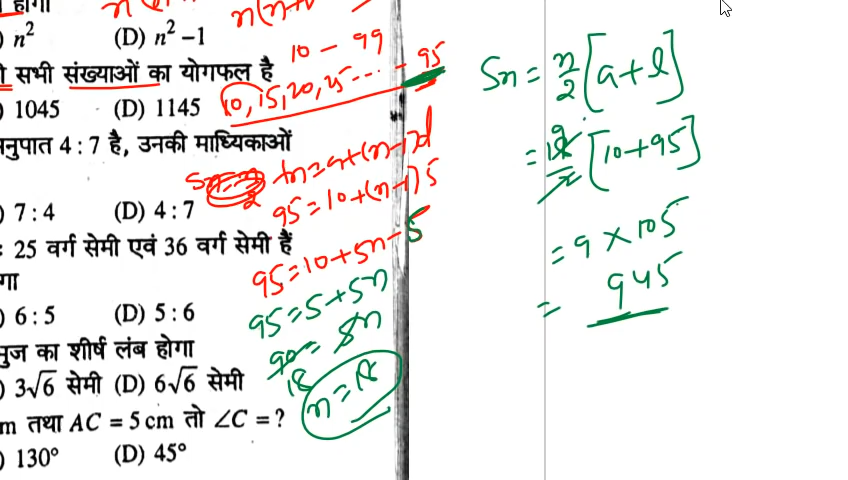 होगा
n²
(D) n² – 1
10 – 99
सभी संख्याओं का योगफल है
10, 15, 20, 25 ... - 95
1045 (D) 1145
अनुपात 4 : 7 है, उनकी माध्यिकाओं
tn = a + (n – 1) d
95 = 10 + (n – 1) 5
7 : 4 (D) 4 : 7
25 वर्ग सेमी एवं 36 वर्ग सेमी हैं
95 = 10 + 5n – 5
95 = 5 + 5n
6 : 5 (D) 5 : 6
90 = 5n
18
n = 18
का शीर्ष लंब होगा
3√6 सेमी (D) 6√6 सेमी
तथा AC = 5 cm तो ∠C = ?
130° (D) 45°
Sn = n/2 [a + l]
= 18/2 [10 + 95]
9
= 9 × 105
= 945